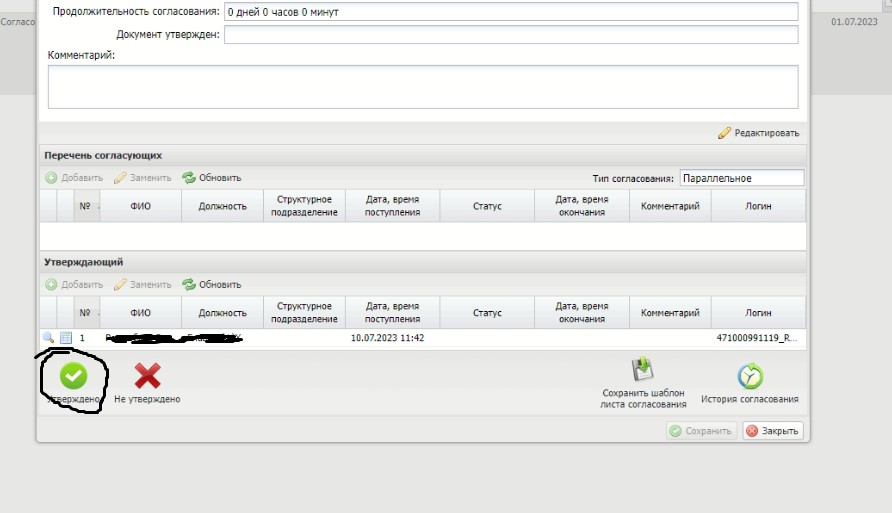 Согласо
01.07.2023
Продолжительность согласования: 0 дней 0 часов 0 минут
Документ утвержден:
Комментарий:
Редактировать
Перечень согласующих
Добавить Заменить Обновить Тип согласования: Параллельное
№ ФИО Должность Структурное подразделение Дата, время поступления Статус Дата, время окончания Комментарий Логин
Утверждающий
Добавить Заменить Обновить
№ ФИО Должность Структурное подразделение Дата, время поступления Статус Дата, время окончания Комментарий Логин
1 10.07.2023 11:42 471000991119_R...
Утверждено Не утверждено Сохранить шаблон листа согласования История согласования
Сохранить Закрыть